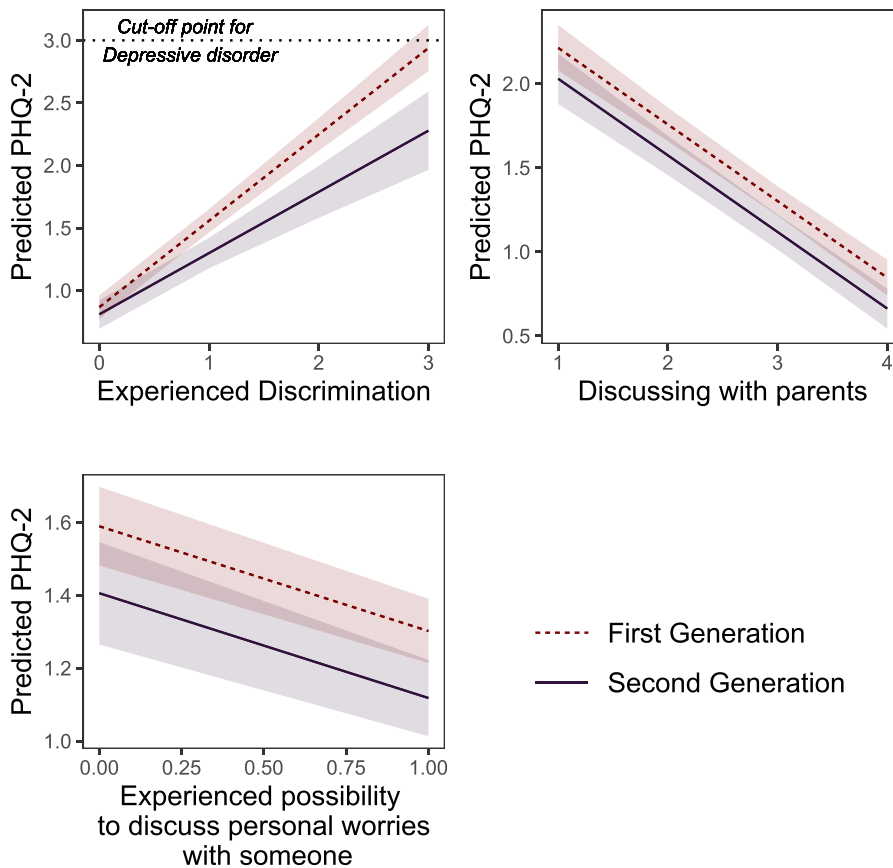 Cut-off point for
Depressive disorder
Predicted PHQ-2
3.0
2.5
2.0
1.5
1.0
0
1
2
3
Experienced Discrimination
Predicted PHQ-2
2.0
1.5
1.0
0.5
1
2
3
4
Discussing with parents
Predicted PHQ-2
1.6
1.4
1.2
1.0
0.00
0.25
0.50
0.75
1.00
Experienced possibility
to discuss personal worries
with someone
First Generation
Second Generation